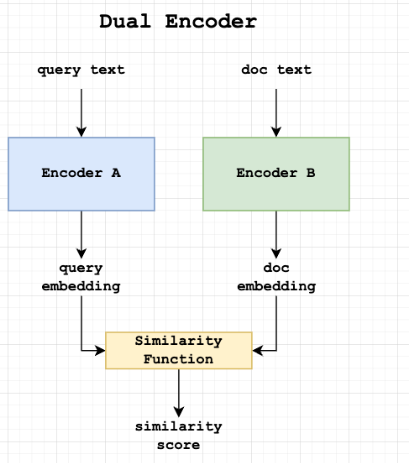 Dual Encoder
query text
doc text
Encoder A
Encoder B
query
embedding
doc
embedding
Similarity
Function
similarity
score